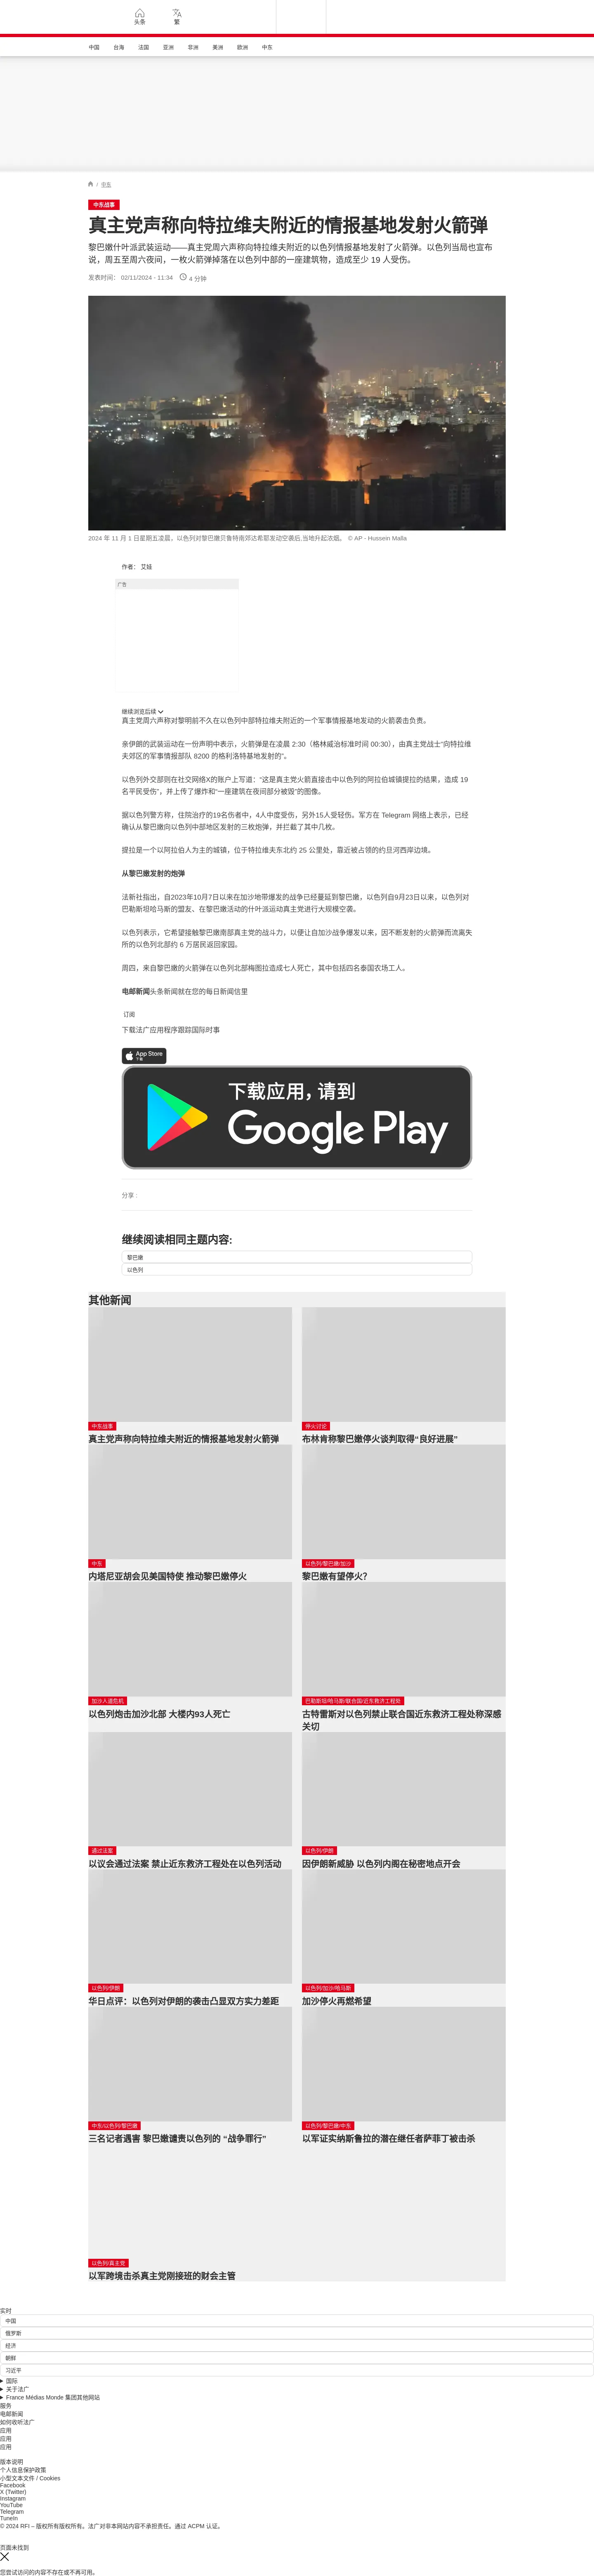 头条
繁
中国 台海 法国 亚洲 非洲 美洲 欧洲 中东
/ 中东
中东战事
真主党声称向特拉维夫附近的情报基地发射火箭弹
黎巴嫩什叶派武装运动——真主党周六声称向特拉维夫附近的以色列情报基地发射了火箭弹。以色列当局也宣布
说，周五至周六夜间，一枚火箭弹掉落在以色列中部的一座建筑物，造成至少 19 人受伤。
发表时间： 02/11/2024 - 11:34 4 分钟
2024 年 11 月 1 日星期五凌晨，以色列对黎巴嫩贝鲁特南郊达希耶发动空袭后,当地升起浓烟。 © AP - Hussein Malla
作者： 艾娃
广告
继续浏览后续
真主党周六声称对黎明前不久在以色列中部特拉维夫附近的一个军事情报基地发动的火箭袭击负责。
亲伊朗的武装运动在一份声明中表示，火箭弹是在凌晨 2:30（格林威治标准时间 00:30），由真主党战士“向特拉维
夫郊区的军事情报部队 8200 的格利洛特基地发射的”。
以色列外交部则在社交网络X的账户上写道：“这是真主党火箭直接击中以色列的阿拉伯城镇提拉的结果，造成 19
名平民受伤”，并上传了爆炸和“一座建筑在夜间部分被毁”的图像。
据以色列警方称，住院治疗的19名伤者中，4人中度受伤，另外15人受轻伤。军方在 Telegram 网络上表示，已经
确认从黎巴嫩向以色列中部地区发射的三枚炮弹，并拦截了其中几枚。
提拉是一个以阿拉伯人为主的城镇，位于特拉维夫东北约 25 公里处，靠近被占领的约旦河西岸边境。
从黎巴嫩发射的炮弹
法新社指出，自2023年10月7日以来在加沙地带爆发的战争已经蔓延到黎巴嫩，以色列自9月23日以来，以色列对
巴勒斯坦哈马斯的盟友、在黎巴嫩活动的什叶派运动真主党进行大规模空袭。
以色列表示，它希望接触黎巴嫩南部真主党的战斗力，以便让自加沙战争爆发以来，因不断发射的火箭弹而流离失
所的以色列北部约 6 万居民返回家园。
周四，来自黎巴嫩的火箭弹在以色列北部梅图拉造成七人死亡，其中包括四名泰国农场工人。
电邮新闻头条新闻就在您的每日新闻信里
订阅
下载法广应用程序跟踪国际时事
App Store
下载
下载应用，请到
Google Play
分享 :
继续阅读相同主题内容:
黎巴嫩
以色列
其他新闻
中东战事
真主党声称向特拉维夫附近的情报基地发射火箭弹
停火讨论
布林肯称黎巴嫩停火谈判取得“良好进展”
中东
内塔尼亚胡会见美国特使 推动黎巴嫩停火
以色列/黎巴嫩/加沙
黎巴嫩有望停火?
加沙人道危机
以色列炮击加沙北部 大楼内93人死亡
巴勒斯坦/哈马斯/联合国/近东救济工程处
古特雷斯对以色列禁止联合国近东救济工程处称深感
关切
通过法案
以议会通过法案 禁止近东救济工程处在以色列活动
以色列/伊朗
因伊朗新威胁 以色列内阁在秘密地点开会
以色列/伊朗
华日点评：以色列对伊朗的袭击凸显双方实力差距
以色列/加沙/哈马斯
加沙停火再燃希望
中东/以色列/黎巴嫩
三名记者遇害 黎巴嫩谴责以色列的 “战争罪行”
以色列/黎巴嫩/中东
以军证实纳斯鲁拉的潜在继任者萨菲丁被击杀
以色列/真主党
以军跨境击杀真主党刚接班的财会主管
实时
中国
俄罗斯
经济
朝鲜
习近平
国际
关于法广
France Médias Monde 集团其他网站
服务
电邮新闻
如何收听法广
应用
应用
应用
版本说明
个人信息保护政策
小型文本文件 / Cookies
Facebook
X (Twitter)
Instagram
YouTube
Telegram
TuneIn
© 2024 RFI – 版权所有版权所有。法广对非本网站内容不承担责任。通过 ACPM 认证。
页面未找到
您尝试访问的内容不存在或不再可用。